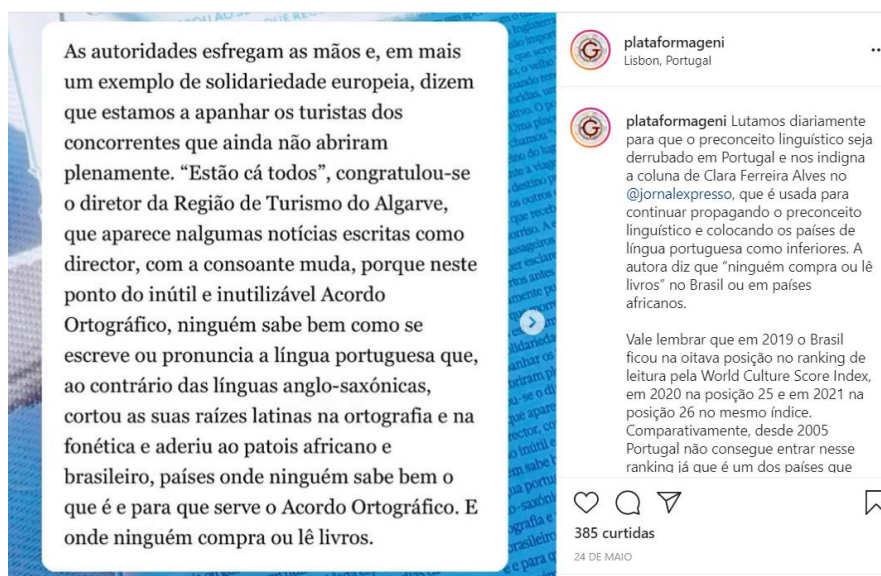 As autoridades esfregam as mãos e, em mais
um exemplo de solidariedade europeia, dizem
que estamos a apanhar os turistas dos
concorrentes que ainda não abriram
plenamente. “Estão cá todos”, congratulou-se
o diretor da Região de Turismo do Algarve,
que aparece nalgumas notícias escritas como
director, com a consoante muda, porque neste
ponto do inútil e inutilizável Acordo
Ortográfico, ninguém sabe bem como se
escreve ou pronuncia a língua portuguesa que,
ao contrário das línguas anglo-saxónicas,
cortou as suas raízes latinas na ortografia e na
fonética e aderiu ao patois africano e
brasileiro, países onde ninguém sabe bem o
que é e para que serve o Acordo Ortográfico. E
onde ninguém compra ou lê livros.
plataformageni
Lisbon, Portugal
plataformageni Lutamos diariamente
para que o preconceito linguístico seja
derrubado em Portugal e nos indigna
a coluna de Clara Ferreira Alves no
@jornalexpresso, que é usada para
continuar propagando o preconceito
linguístico e colocando os países de
língua portuguesa como inferiores. A
autora diz que “ninguém compra ou lê
livros” no Brasil ou em países
africanos.
Vale lembrar que em 2019 o Brasil
ficou na oitava posição no ranking de
leitura pela World Culture Score Index,
em 2020 na posição 25 e em 2021 na
posição 26 no mesmo índice.
Comparativamente, desde 2005
Portugal não consegue entrar nesse
ranking já que é um dos países que
385 curtidas
24 DE MAIO